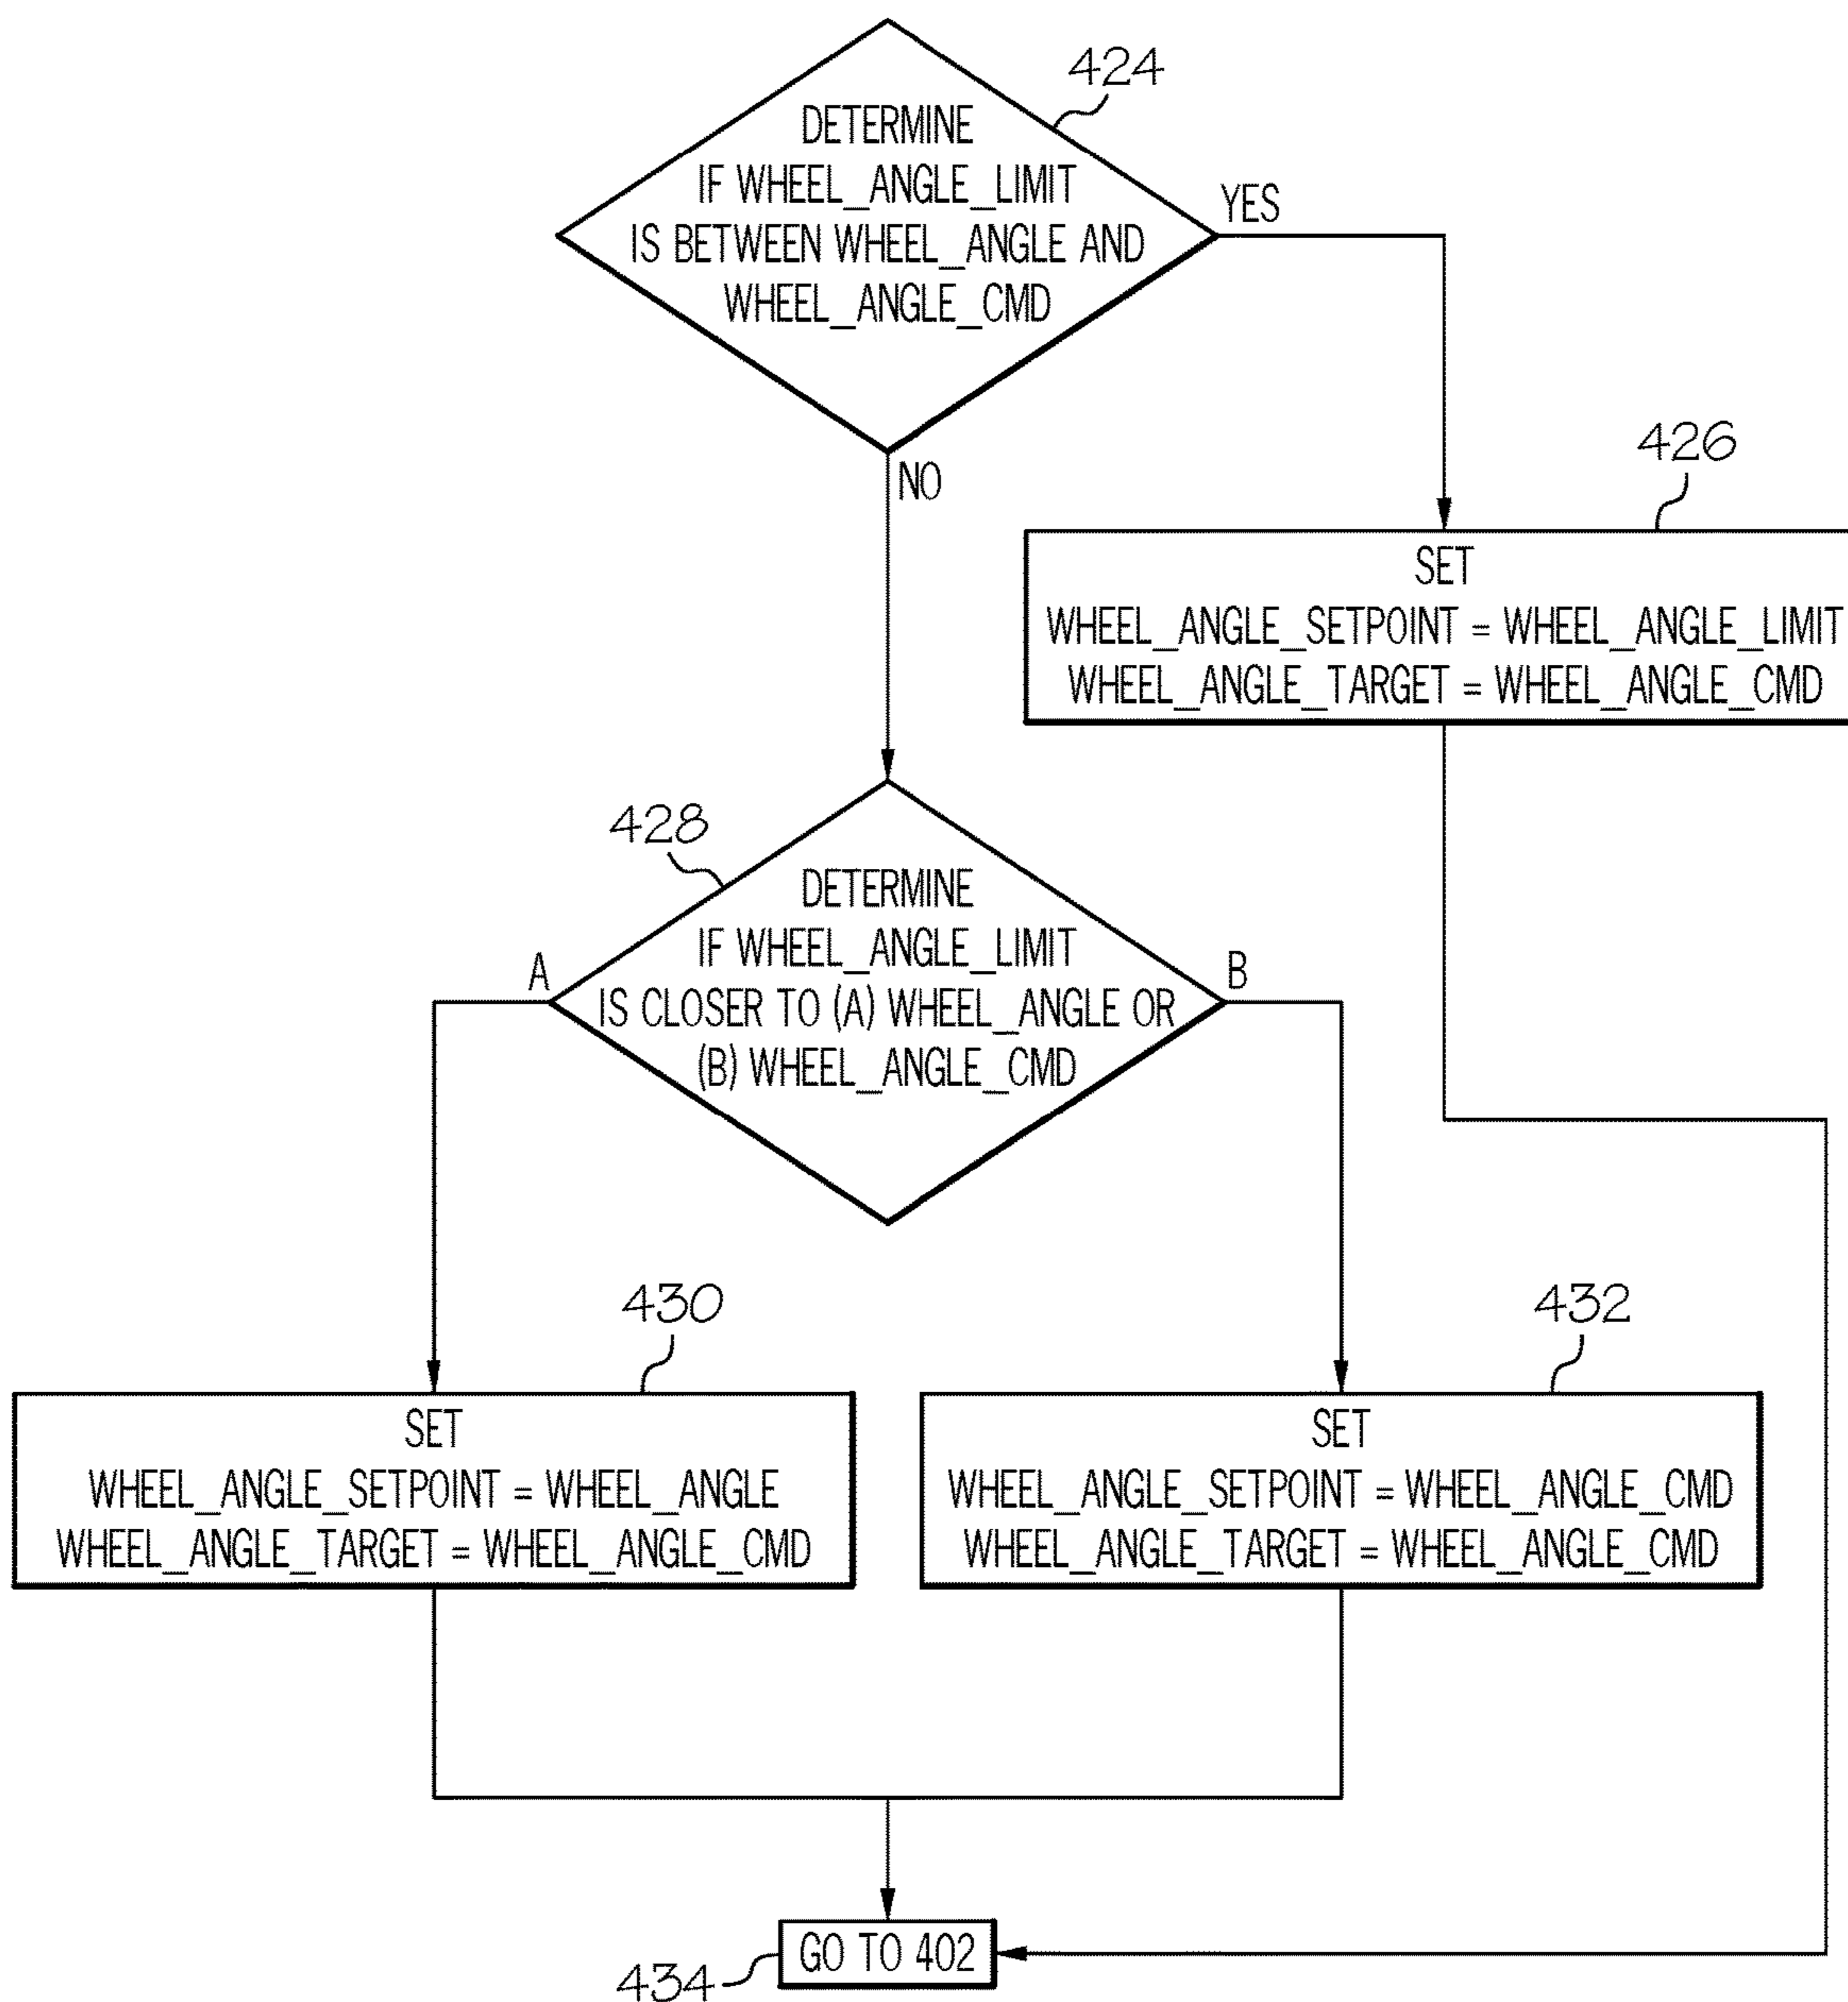 424
DETERMINE
IF WHEEL_ANGLE_LIMIT
IS BETWEEN WHEEL_ANGLE AND
WHEEL_ANGLE_CMD
YES
NO
426
SET
WHEEL_ANGLE_SETPOINT = WHEEL_ANGLE_LIMIT
WHEEL_ANGLE_TARGET = WHEEL_ANGLE_CMD
428
DETERMINE
IF WHEEL_ANGLE_LIMIT
IS CLOSER TO (A) WHEEL_ANGLE OR
(B) WHEEL_ANGLE_CMD
A
B
430
SET
WHEEL_ANGLE_SETPOINT = WHEEL_ANGLE
WHEEL_ANGLE_TARGET = WHEEL_ANGLE_CMD
432
SET
WHEEL_ANGLE_SETPOINT = WHEEL_ANGLE_CMD
WHEEL_ANGLE_TARGET = WHEEL_ANGLE_CMD
GO TO 402
434